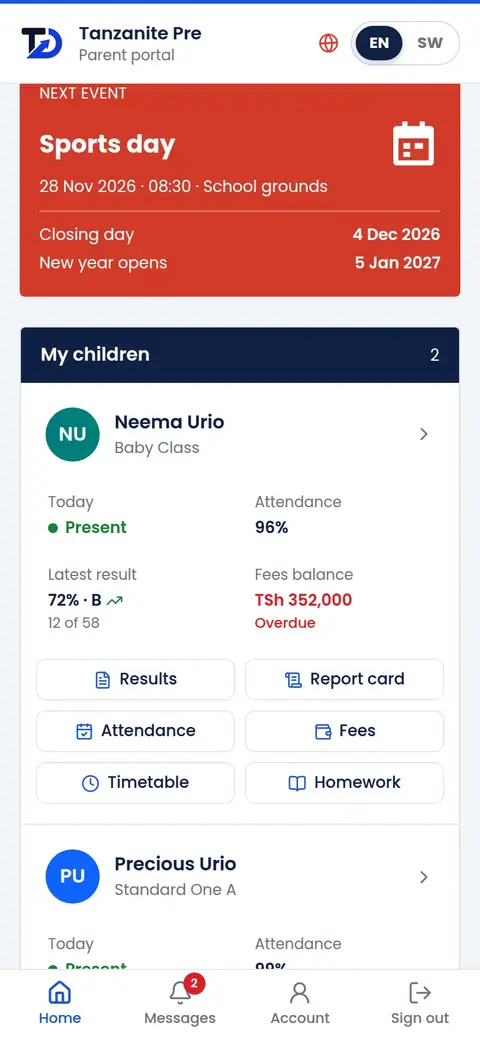 Tanzanite Pre
Parent portal
EN SW
NEXT EVENT
Sports day
28 Nov 2026 · 08:30 · School grounds
Closing day 4 Dec 2026
New year opens 5 Jan 2027
My children 2
NU Neema Urio
Baby Class
Today Attendance
Present 96%
Latest result Fees balance
72% · B TSh 352,000
12 of 58 Overdue
Results Report card
Attendance Fees
Timetable Homework
PU Precious Urio
Standard One A
Today Attendance
Present 99%
2
Home Messages Account Sign out